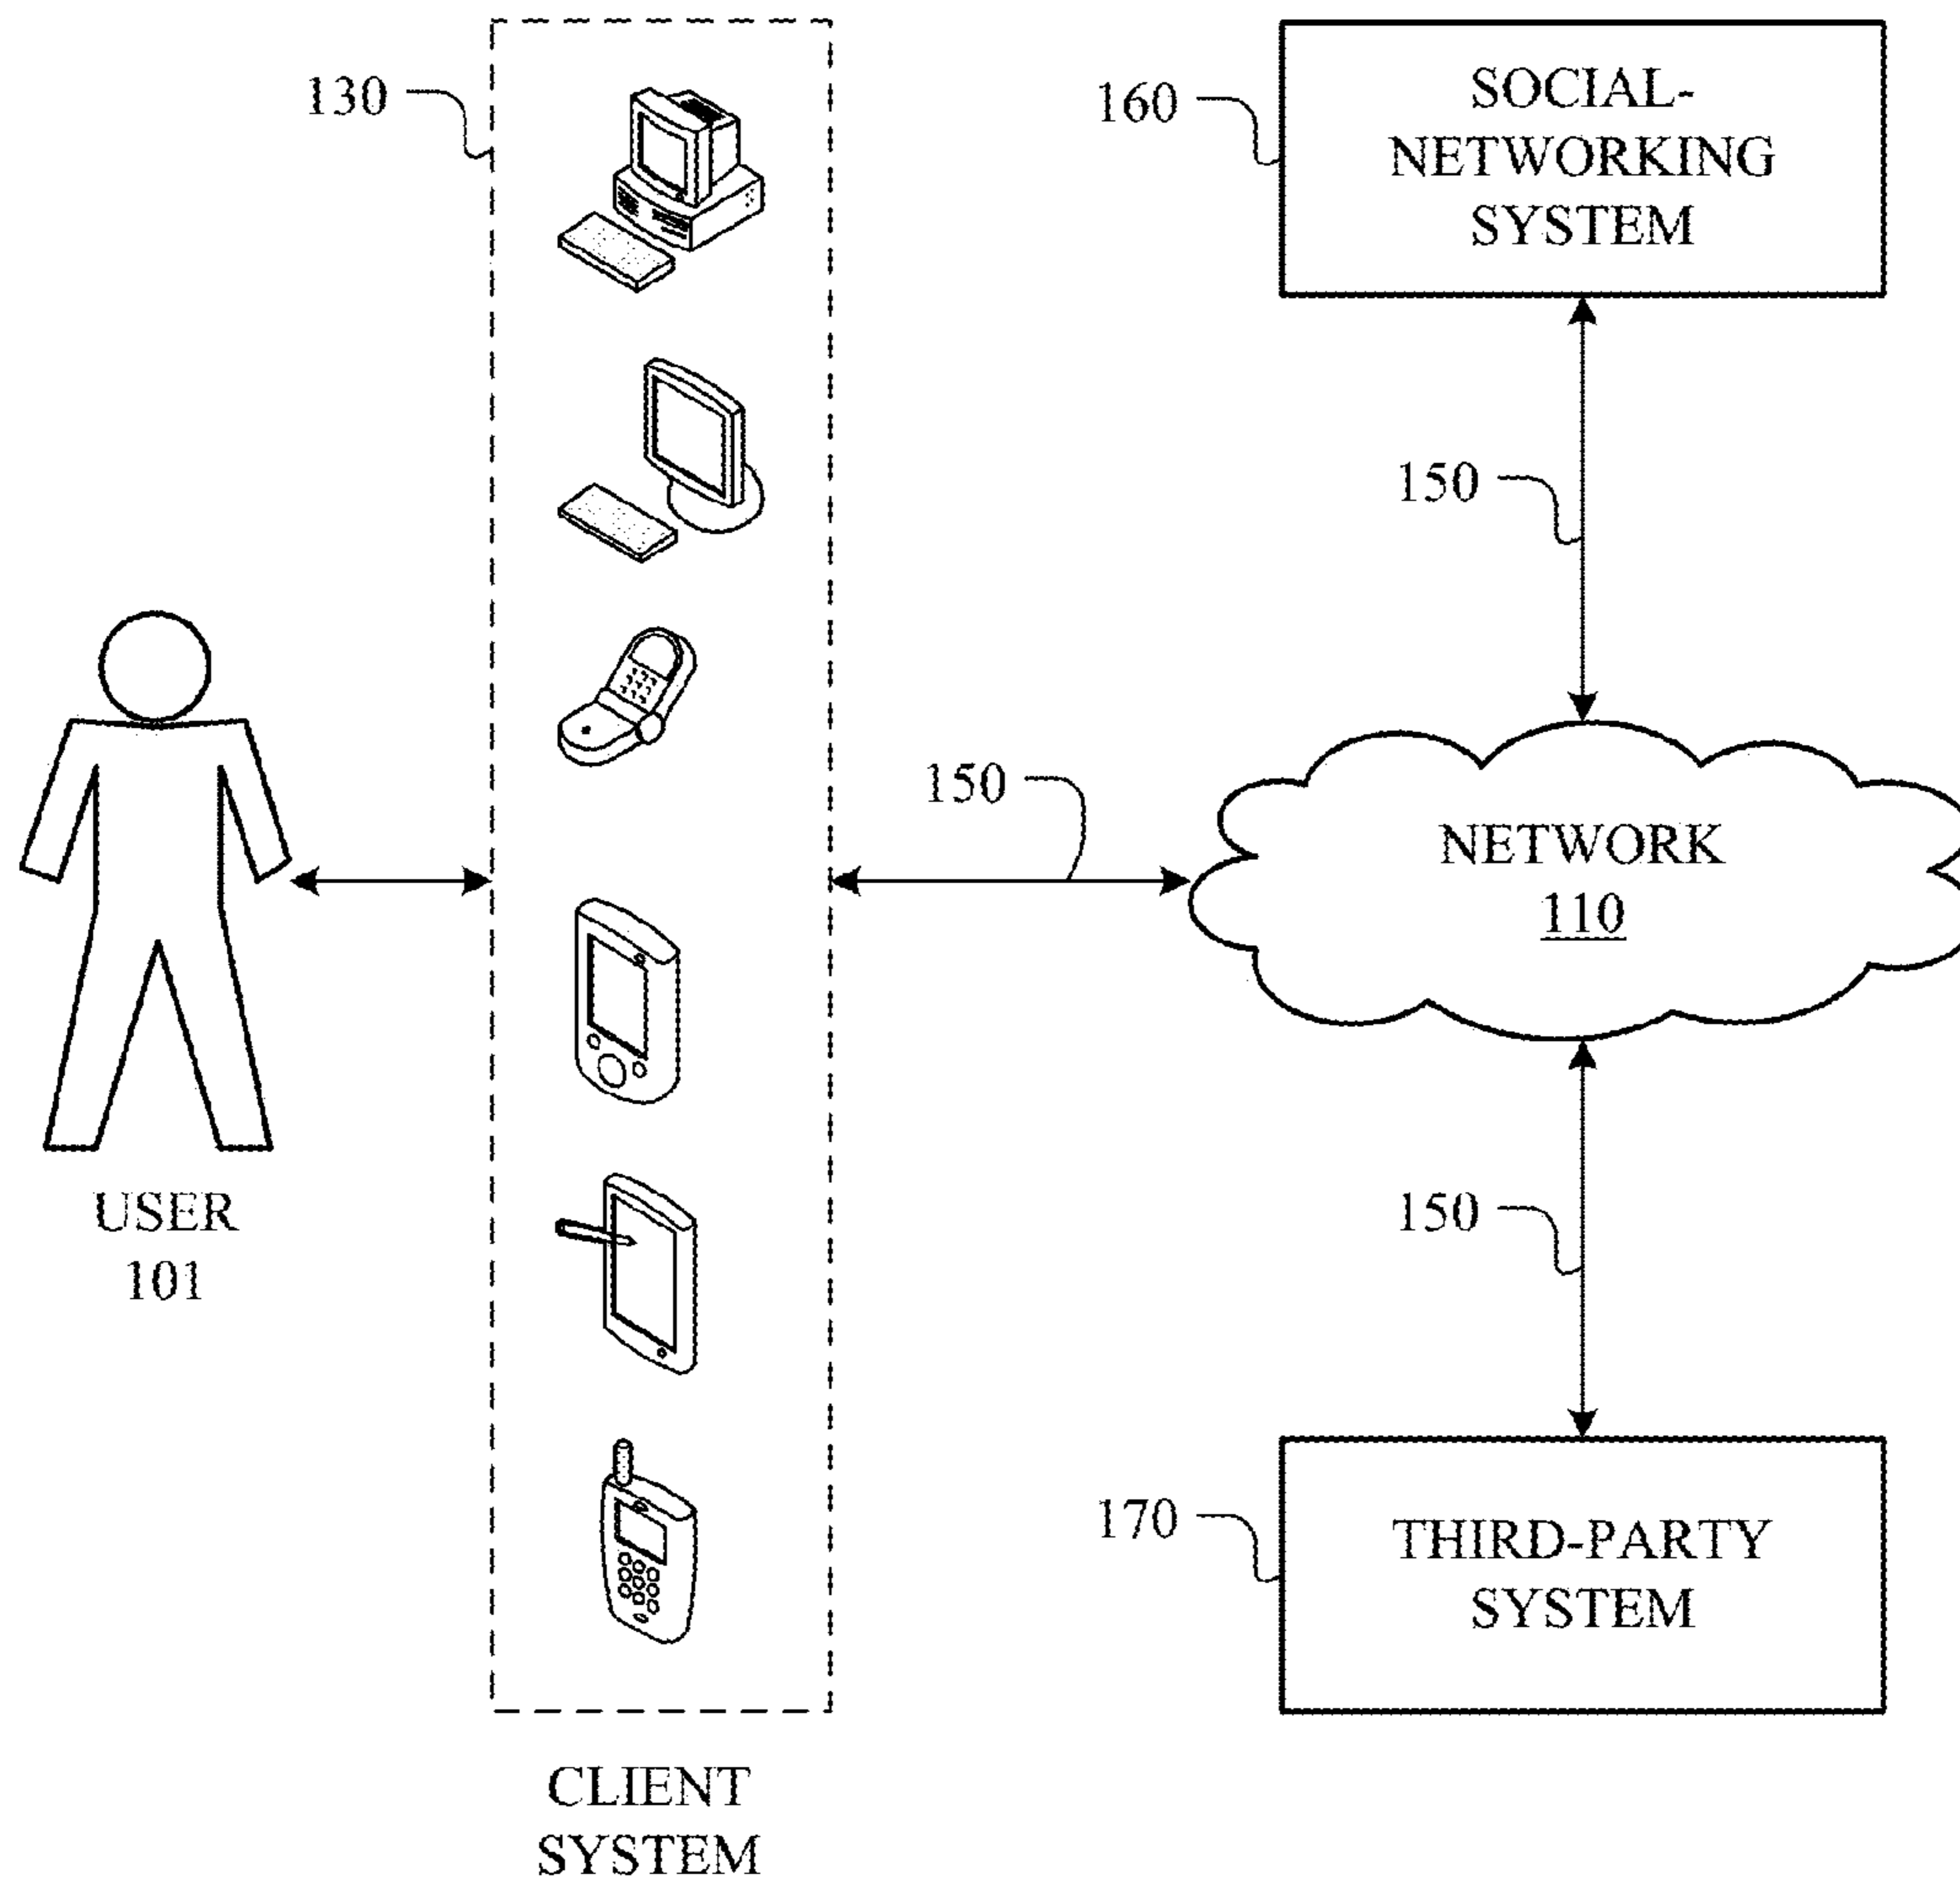 130
160
SOCIAL-
NETWORKING
SYSTEM
150
150
NETWORK
110
USER
101
150
170
THIRD-PARTY
SYSTEM
CLIENT
SYSTEM